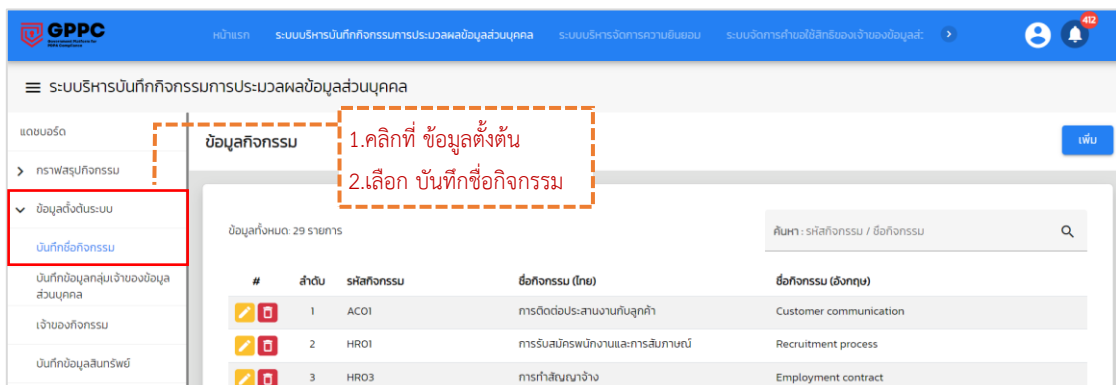 GPPC
Government Platform for
PDPA Compliance
หน้าแรก ระบบบริหารบันทึกกิจกรรมการประมวลผลข้อมูลส่วนบุคคล ระบบบริหารจัดการความยินยอม ระบบจัดการคำขอใช้สิทธิของเจ้าของข้อมูลส่ว 412
ระบบบริหารบันทึกกิจกรรมการประมวลผลข้อมูลส่วนบุคคล
แดชบอร์ด
กราฟสรุปกิจกรรม
ข้อมูลตั้งต้นระบบ
บันทึกชื่อกิจกรรม
บันทึกข้อมูลกลุ่มเจ้าของข้อมูล
ส่วนบุคคล
เจ้าของกิจกรรม
บันทึกข้อมูลสินทรัพย์
ข้อมูลกิจกรรม
1.คลิกที่ ข้อมูลตั้งต้น
2.เลือก บันทึกชื่อกิจกรรม
เพิ่ม
ข้อมูลทั้งหมด: 29 รายการ
ค้นหา : รหัสกิจกรรม / ชื่อกิจกรรม
# ลำดับ รหัสกิจกรรม ชื่อกิจกรรม (ไทย) ชื่อกิจกรรม (อังกฤษ)
1 AC01 การติดต่อประสานงานกับลูกค้า Customer communication
2 HR01 การรับสมัครพนักงานและการสัมภาษณ์ Recruitment process
3 HR03 การทำสัญญาจ้าง Employment contract